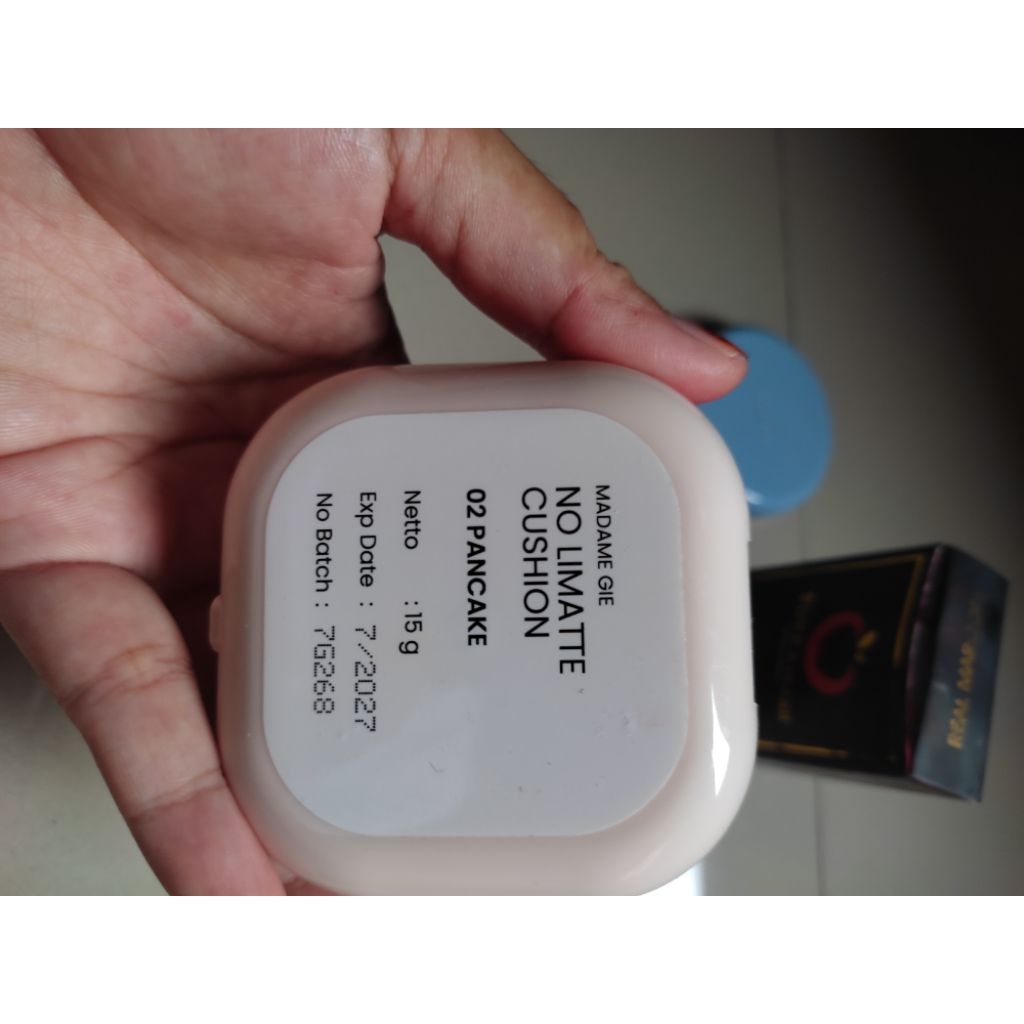 MADAME GIE
NO LIMATTE
CUSHION
02 PANCAKE
Netto : 15 g
Exp Date : 7/2027
No Batch : 7G268